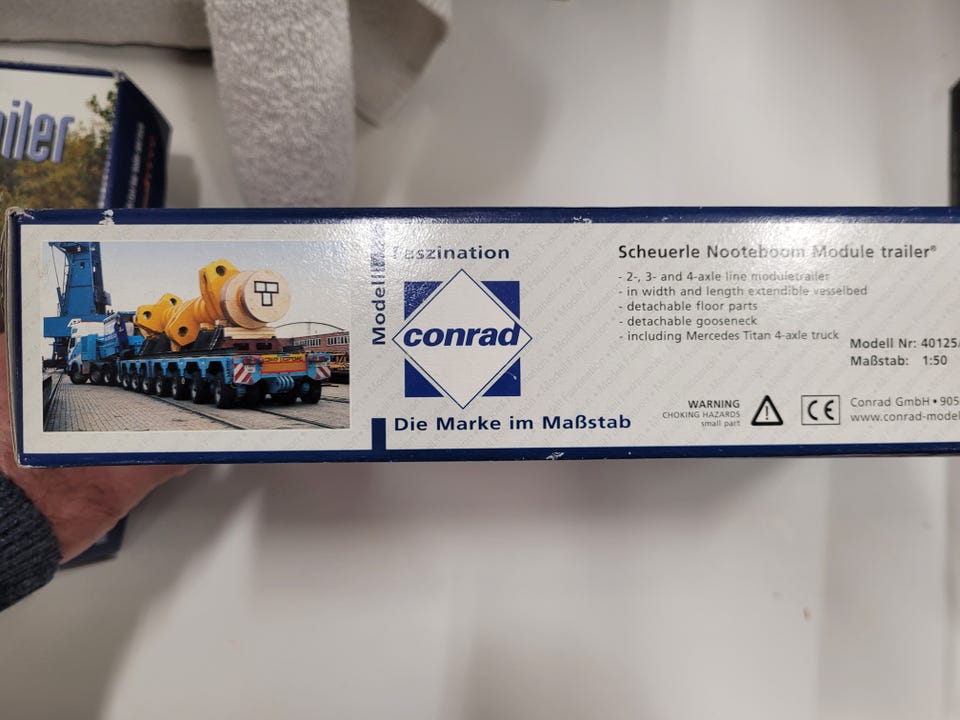 iler
Modell
Faszination
conrad
Die Marke im Maßstab
Scheuerle Nooteboom Module trailer®
- 2-, 3- and 4-axle line moduletrailer
- in width and length extendible vesselbed
- detachable floor parts
- detachable gooseneck
- including Mercedes Titan 4-axle truck
Modell Nr: 40125
Maßstab: 1:50
WARNING
CHOKING HAZARDS
small part
CE
Conrad GmbH • 905
www.conrad-model